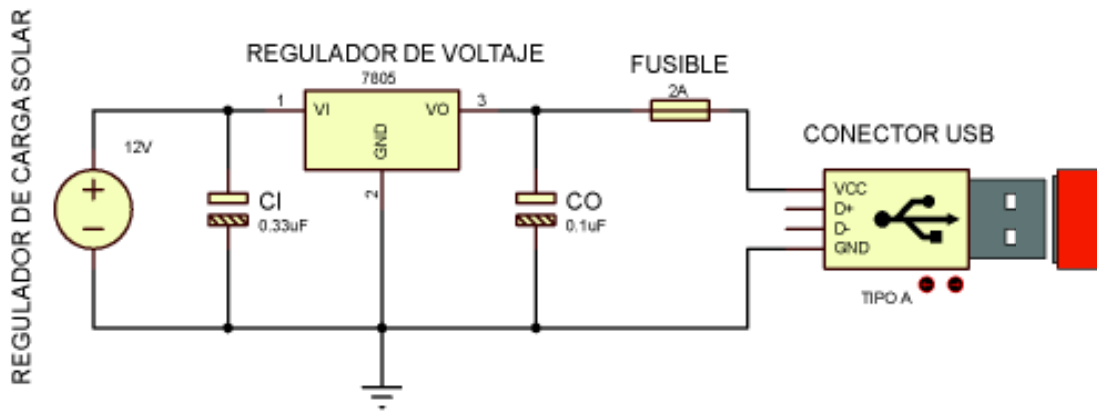 REGULADOR DE CARGA SOLAR
12V
REGULADOR DE VOLTAJE
7805
1
VI
VO
3
GND
2
CI
0.33uF
CO
0.1uF
FUSIBLE
2A
CONECTOR USB
VCC
D+
D-
GND
TIPO A